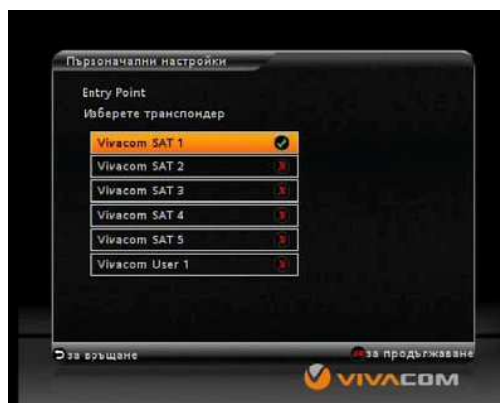 Първоначални настройки
Entry Point
Изберете транспондер
Vivacom SAT 1
Vivacom SAT 2
Vivacom SAT 3
Vivacom SAT 4
Vivacom SAT 5
Vivacom User 1
за връщане
за продължаване
VIVACOM